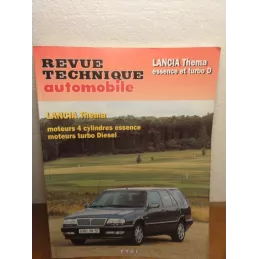 REVUE
TECHNIQUE
automobile
LANCIA Thema
essence et turbo D
LANCIA Thema
moteurs 4 cylindres essence
moteurs turbo Diesel